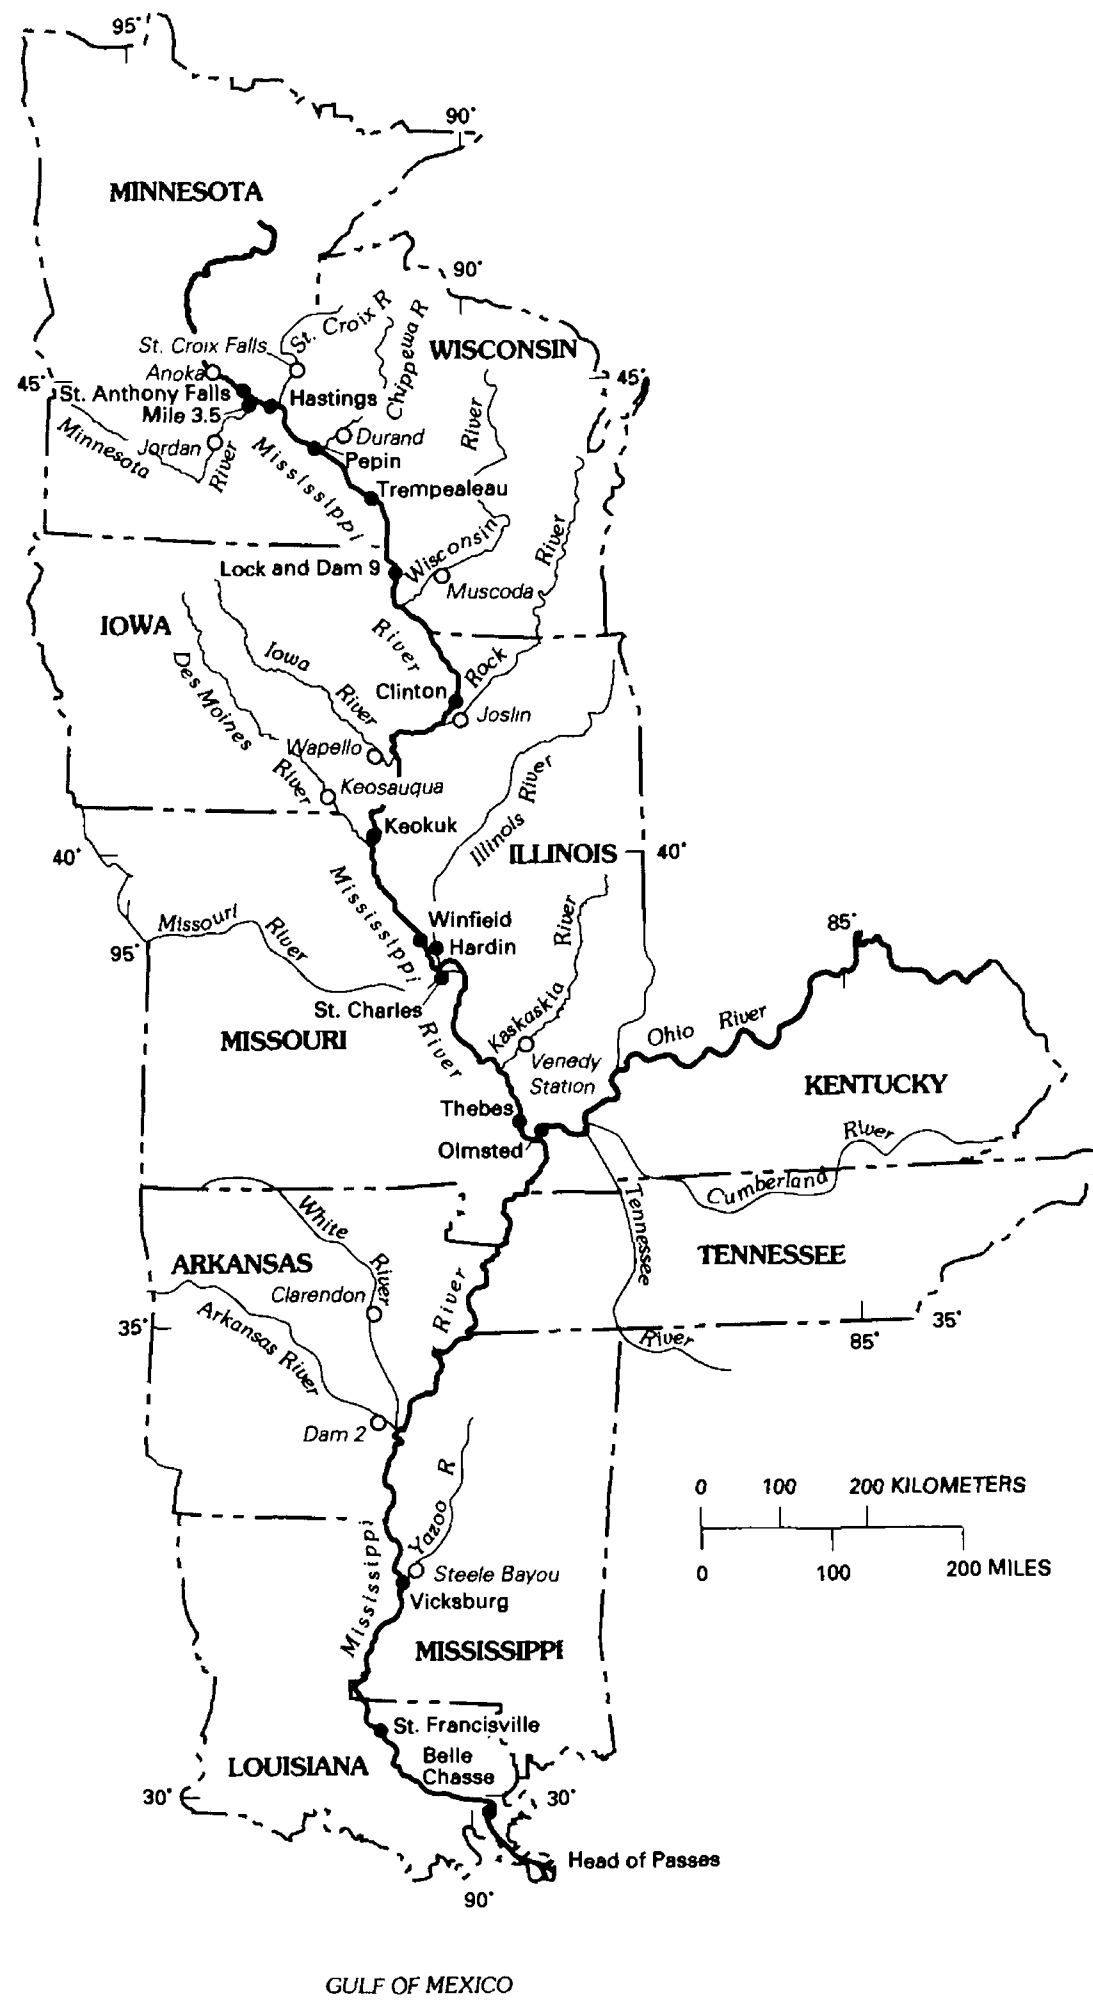 95°
90°
MINNESOTA
90°
St. Croix R
Chippewa R
St. Croix Falls
WISCONSIN
Anoka
45°
45°
St. Anthony Falls
Hastings
Mile 3.5
River
Minnesota
Jordan
River
Durand
Pepin
Mississippi
Trempealeau
River
Wisconsin
Lock and Dam 9
Muscoda
IOWA
River
Iowa
Rock
Des Moines
River
Clinton
Joslin
Wapello
River
River
Keosauqua
Keokuk
Illinois
ILLINOIS
40°
40°
Mississippi
Missouri
River
Winfield
River
85°
95°
Hardin
St. Charles
Kaskaskia
Ohio River
MISSOURI
River
Venedy
Station
KENTUCKY
Thebes
River
Olmsted
Cumberland
White
Tennessee
ARKANSAS
River
TENNESSEE
Clarendon
River
Arkansas River
35°
River
85°
35°
Dam 2
Yazoo R
0 100 200 KILOMETERS
0 100 200 MILES
Mississippi
Steele Bayou
Vicksburg
MISSISSIPPI
St. Francisville
LOUISIANA
Belle
Chasse
30°
30°
Head of Passes
90°
GULF OF MEXICO